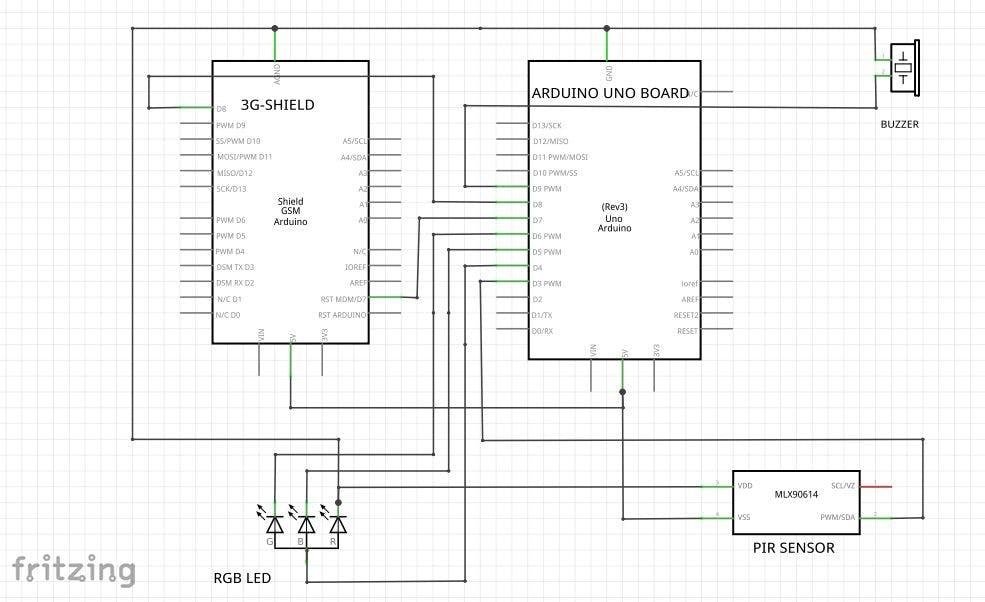 AGND
3G-SHIELD
D8
PWM D9
SS/PWM D10
MOSI/PWM D11
MISO/D12
SCK/D13
PWM D6
PWM D5
PWM D4
DSM TX D3
DSM RX D2
N/C D1
N/C D0
A5/SCL
A4/SDA
A3
A2
A1
A0
N/C
IOREF
AREF
RST MDM/D7
RST ARDUINO
Shield
GSM
Arduino
VIN
5V
3V3
GND
ARDUINO UNO BOARD
/C
D13/SCK
D12/MISO
D11 PWM/MOSI
D10 PWM/SS
D9 PWM
D8
D7
D6 PWM
D5 PWM
D4
D3 PWM
D2
D1/TX
D0/RX
A5/SCL
A4/SDA
A3
A2
A1
A0
Ioref
AREF
RESET2
RESET
(Rev3)
Uno
Arduino
VIN
5V
3V3
BUZZER
3
VDD
SCL/VZ
MLX90614
4
VSS
PWM/SDA
2
PIR SENSOR
G
B
R
RGB LED
fritzing